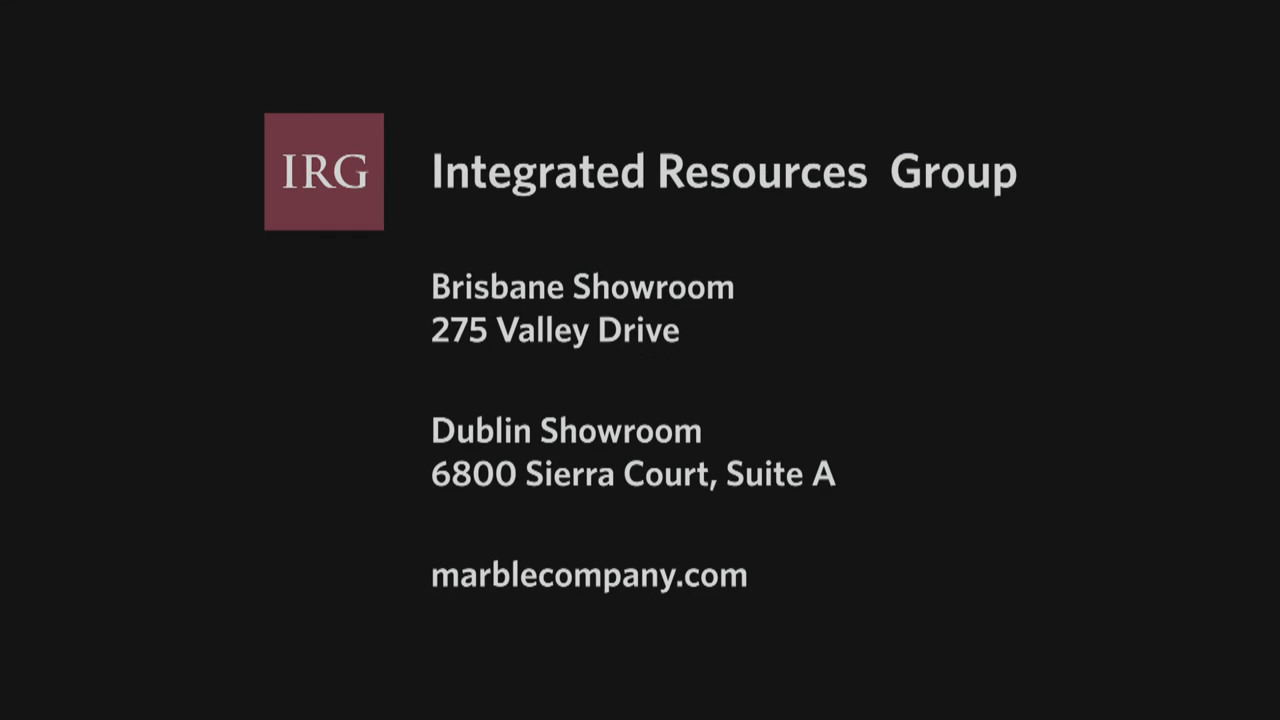 IRG
Integrated Resources Group
Brisbane Showroom
275 Valley Drive
Dublin Showroom
6800 Sierra Court, Suite A
marblecompany.com